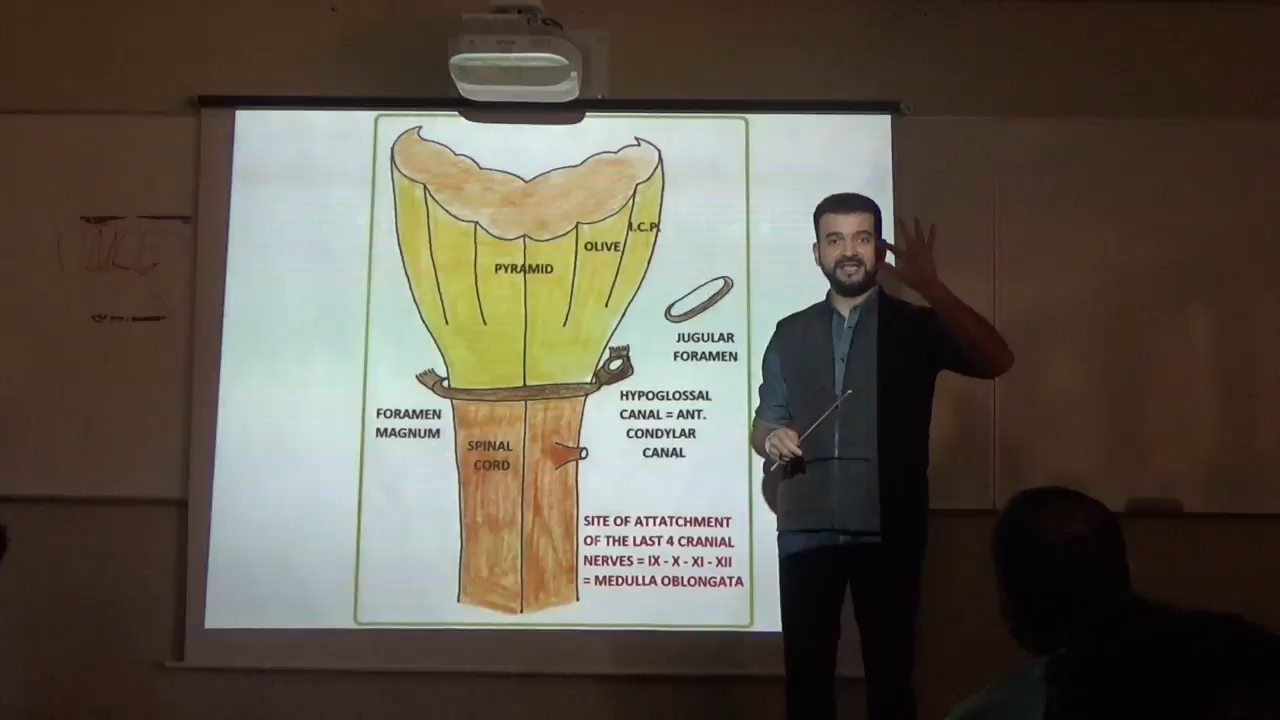 I.C.P.
OLIVE
PYRAMID
JUGULAR
FORAMEN
FORAMEN
MAGNUM
HYPOGLOSSAL
CANAL = ANT.
CONDYLAR
CANAL
SPINAL
CORD
SITE OF ATTATCHMENT
OF THE LAST 4 CRANIAL
NERVES = IX - X - XI - XII
= MEDULLA OBLONGATA